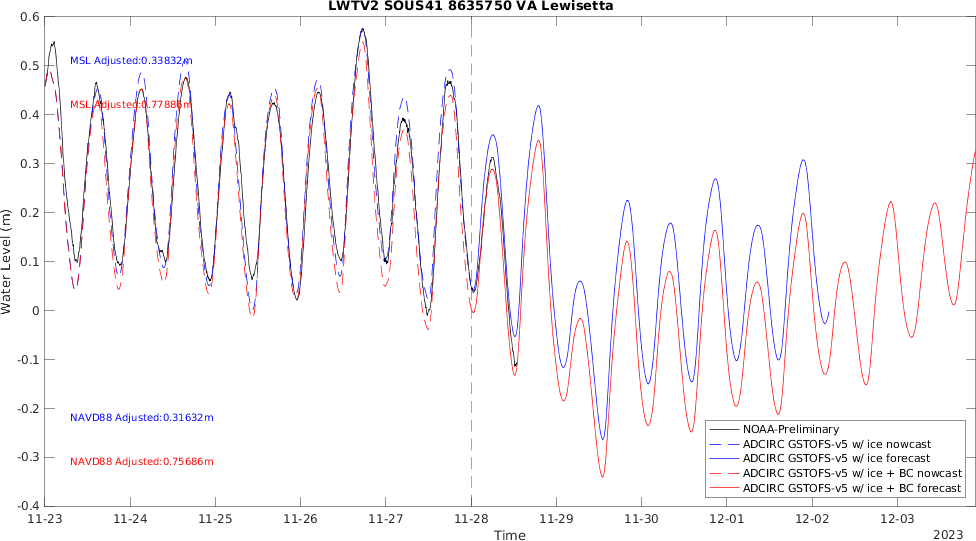 LWTV2 SOUS41 8635750 VA Lewisetta
0.6
0.5
0.4
0.3
0.2
0.1
0
-0.1
-0.2
-0.3
-0.4
Water Level (m)
MSL Adjusted:0.33832m
MSL Adjusted:0.77886m
NAVD88 Adjusted:0.31632m
NAVD88 Adjusted:0.75686m
NOAA-Preliminary
ADCIRC GSTOFS-v5 w/ ice nowcast
ADCIRC GSTOFS-v5 w/ ice forecast
ADCIRC GSTOFS-v5 w/ ice + BC nowcast
ADCIRC GSTOFS-v5 w/ ice + BC forecast
11-23 11-24 11-25 11-26 11-27 11-28 11-29 11-30 12-01 12-02 12-03
Time
2023